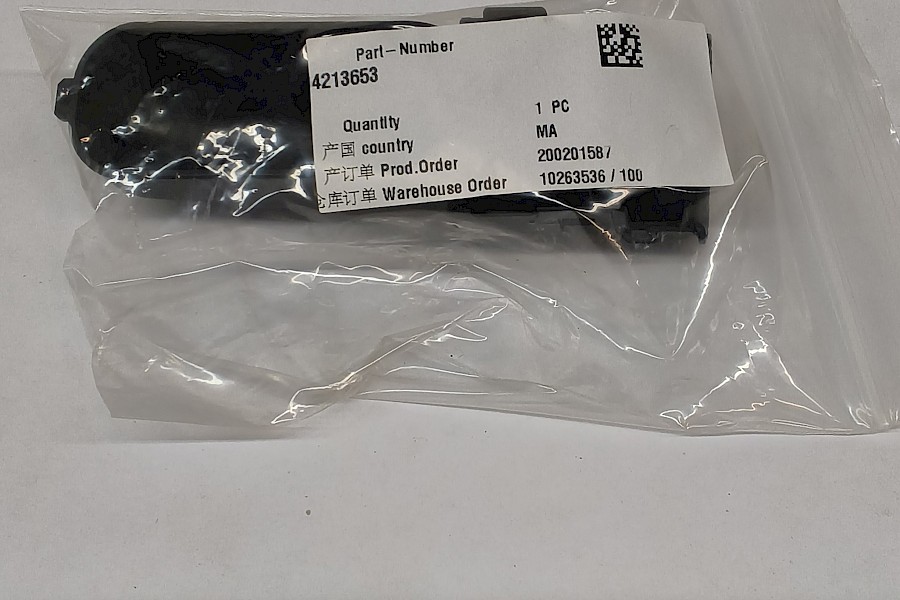 Part-Number
4213653
Quantity 1 PC
产国 country MA
产订单 Prod.Order 200201587
仓库订单 Warehouse Order 10263536 / 100